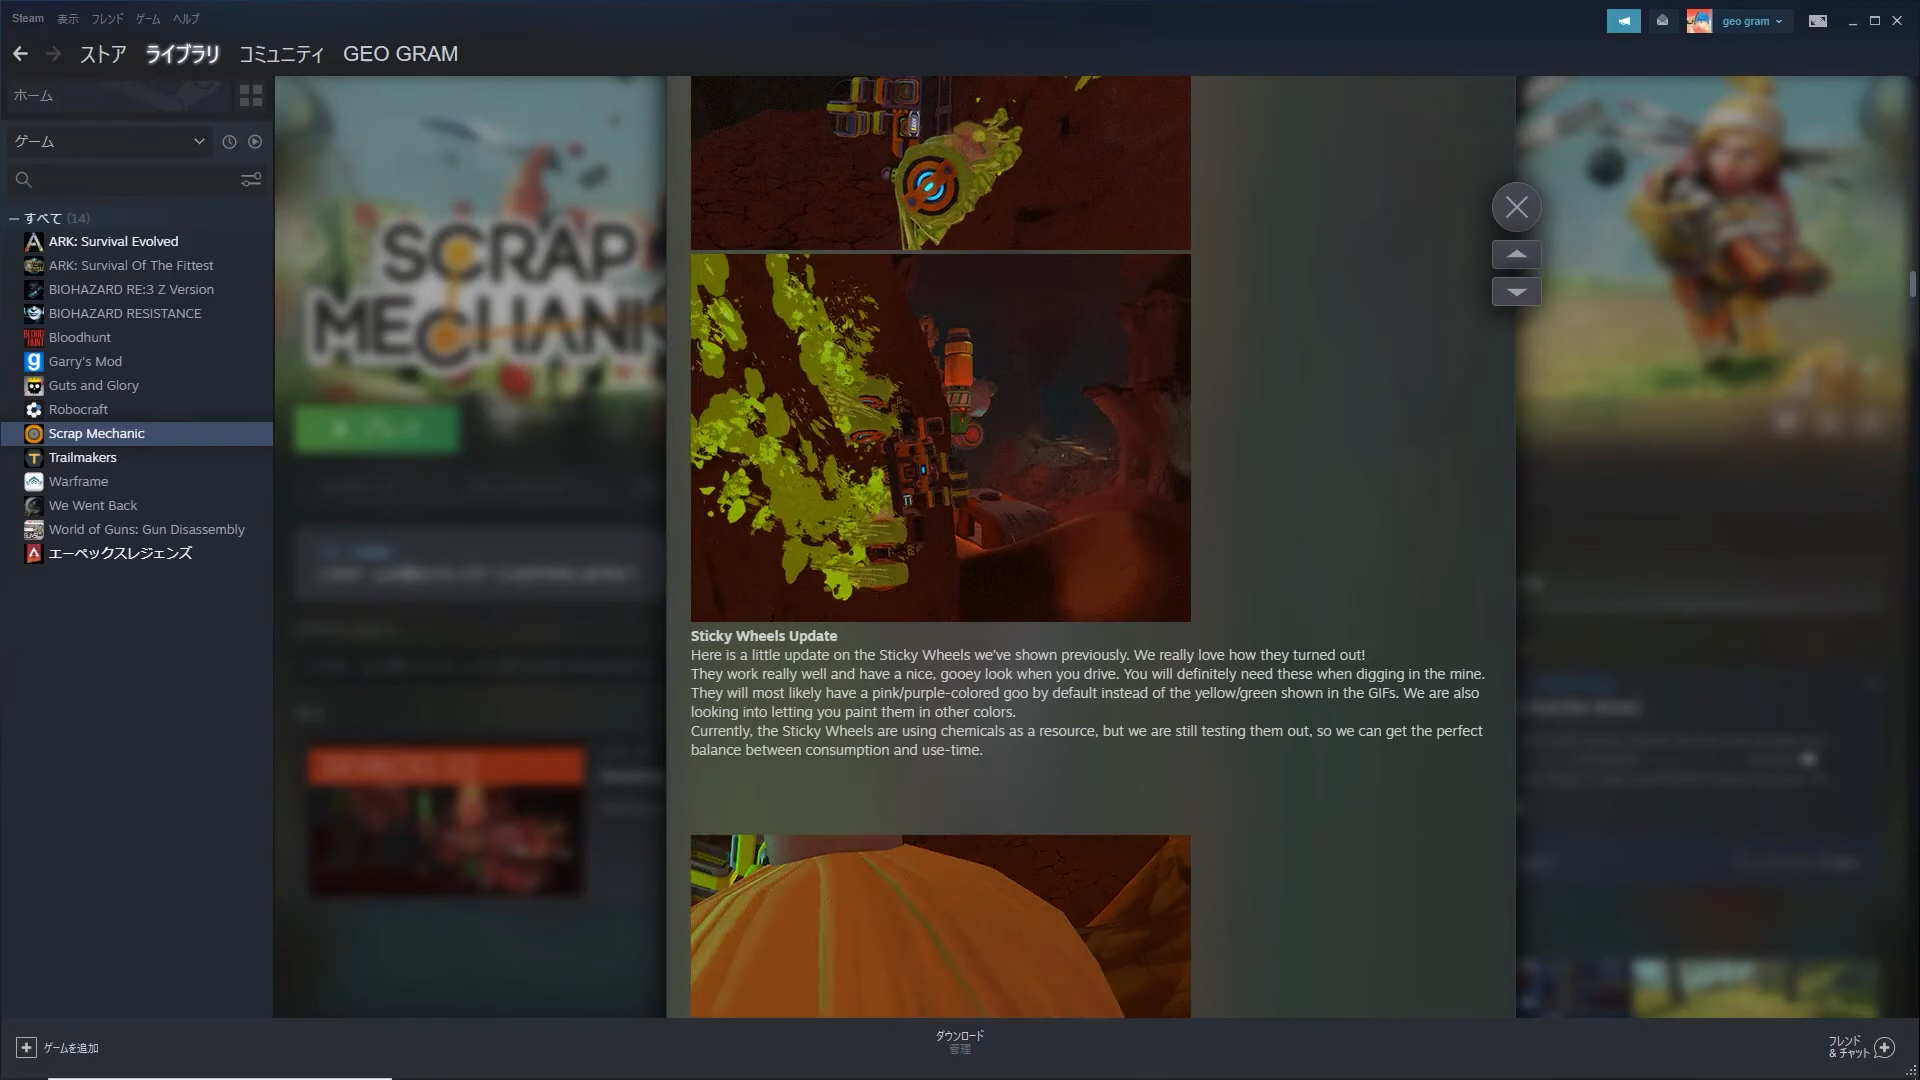 Steam 表示 フレンド ゲーム ヘルプ
geo gram
ストア ライブラリ コミュニティ GEO GRAM
ホーム
ゲーム
すべて (14)
ARK: Survival Evolved
ARK: Survival Of The Fittest
BIOHAZARD RE:3 Z Version
BIOHAZARD RESISTANCE
Bloodhunt
Garry's Mod
Guts and Glory
Robocraft
Scrap Mechanic
Trailmakers
Warframe
We Went Back
World of Guns: Gun Disassembly
エーペックスレジェンズ
SCRAP
MECHANIC
Sticky Wheels Update
Here is a little update on the Sticky Wheels we've shown previously. We really love how they turned out!
They work really well and have a nice, gooey look when you drive. You will definitely need these when digging in the mine.
They will most likely have a pink/purple-colored goo by default instead of the yellow/green shown in the GIFs. We are also
looking into letting you paint them in other colors.
Currently, the Sticky Wheels are using chemicals as a resource, but we are still testing them out, so we can get the perfect
balance between consumption and use-time.
ゲームを追加
ダウンロード
管理
フレンド
& チャット